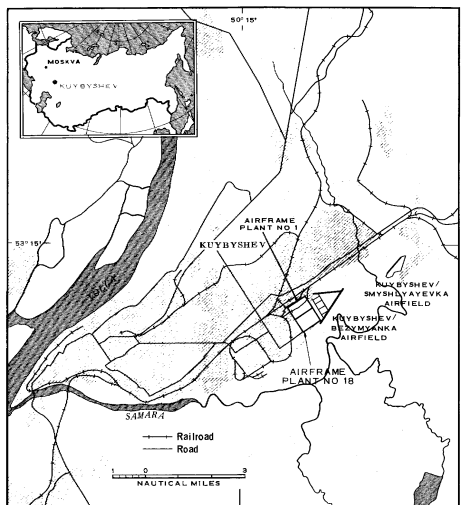 50° 15'
MOSKVA
KUYBYSHEV
AIRFRAME
PLANT NO 1
KUYBYSHEV
53° 15'
KUYBYSHEV/
SMYSHLYAYEVKA
AIRFIELD
KUYBYSHEV/
BEZYMYANKA
AIRFIELD
AIRFRAME
PLANT NO 18
SAMARA
Railroad
Road
1 0 3
NAUTICAL MILES